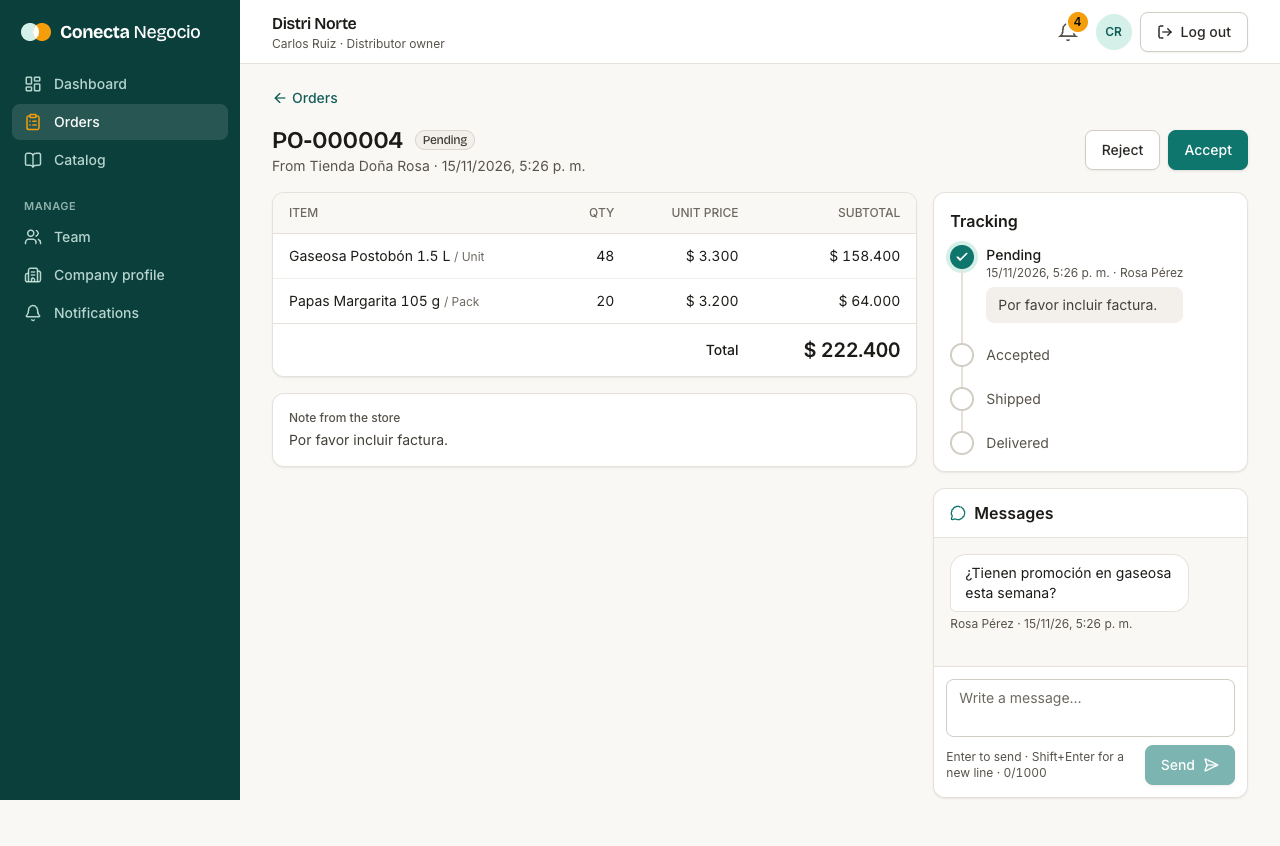 Conecta Negocio
Dashboard
Orders
Catalog
MANAGE
Team
Company profile
Notifications
Distri Norte
Carlos Ruiz · Distributor owner
4
CR
Log out
Orders
PO-000004 Pending
From Tienda Doña Rosa · 15/11/2026, 5:26 p. m.
Reject
Accept
ITEM QTY UNIT PRICE SUBTOTAL
Gaseosa Postobón 1.5 L / Unit 48 $ 3.300 $ 158.400
Papas Margarita 105 g / Pack 20 $ 3.200 $ 64.000
Total $ 222.400
Note from the store
Por favor incluir factura.
Tracking
Pending
15/11/2026, 5:26 p. m. · Rosa Pérez
Por favor incluir factura.
Accepted
Shipped
Delivered
Messages
¿Tienen promoción en gaseosa
esta semana?
Rosa Pérez · 15/11/26, 5:26 p. m.
Write a message...
Enter to send · Shift+Enter for a
new line · 0/1000
Send